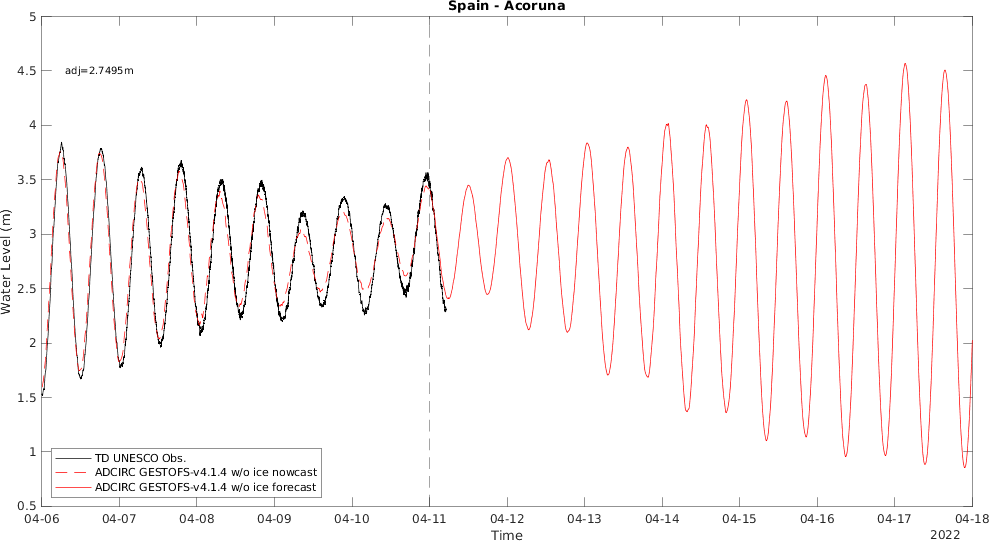 Spain - Acoruna
5
4.5
4
3.5
3
2.5
2
1.5
1
0.5
Water Level (m)
adj=2.7495m
TD UNESCO Obs.
ADCIRC GESTOFS-v4.1.4 w/o ice nowcast
ADCIRC GESTOFS-v4.1.4 w/o ice forecast
04-06 04-07 04-08 04-09 04-10 04-11 04-12 04-13 04-14 04-15 04-16 04-17 04-18
Time
2022